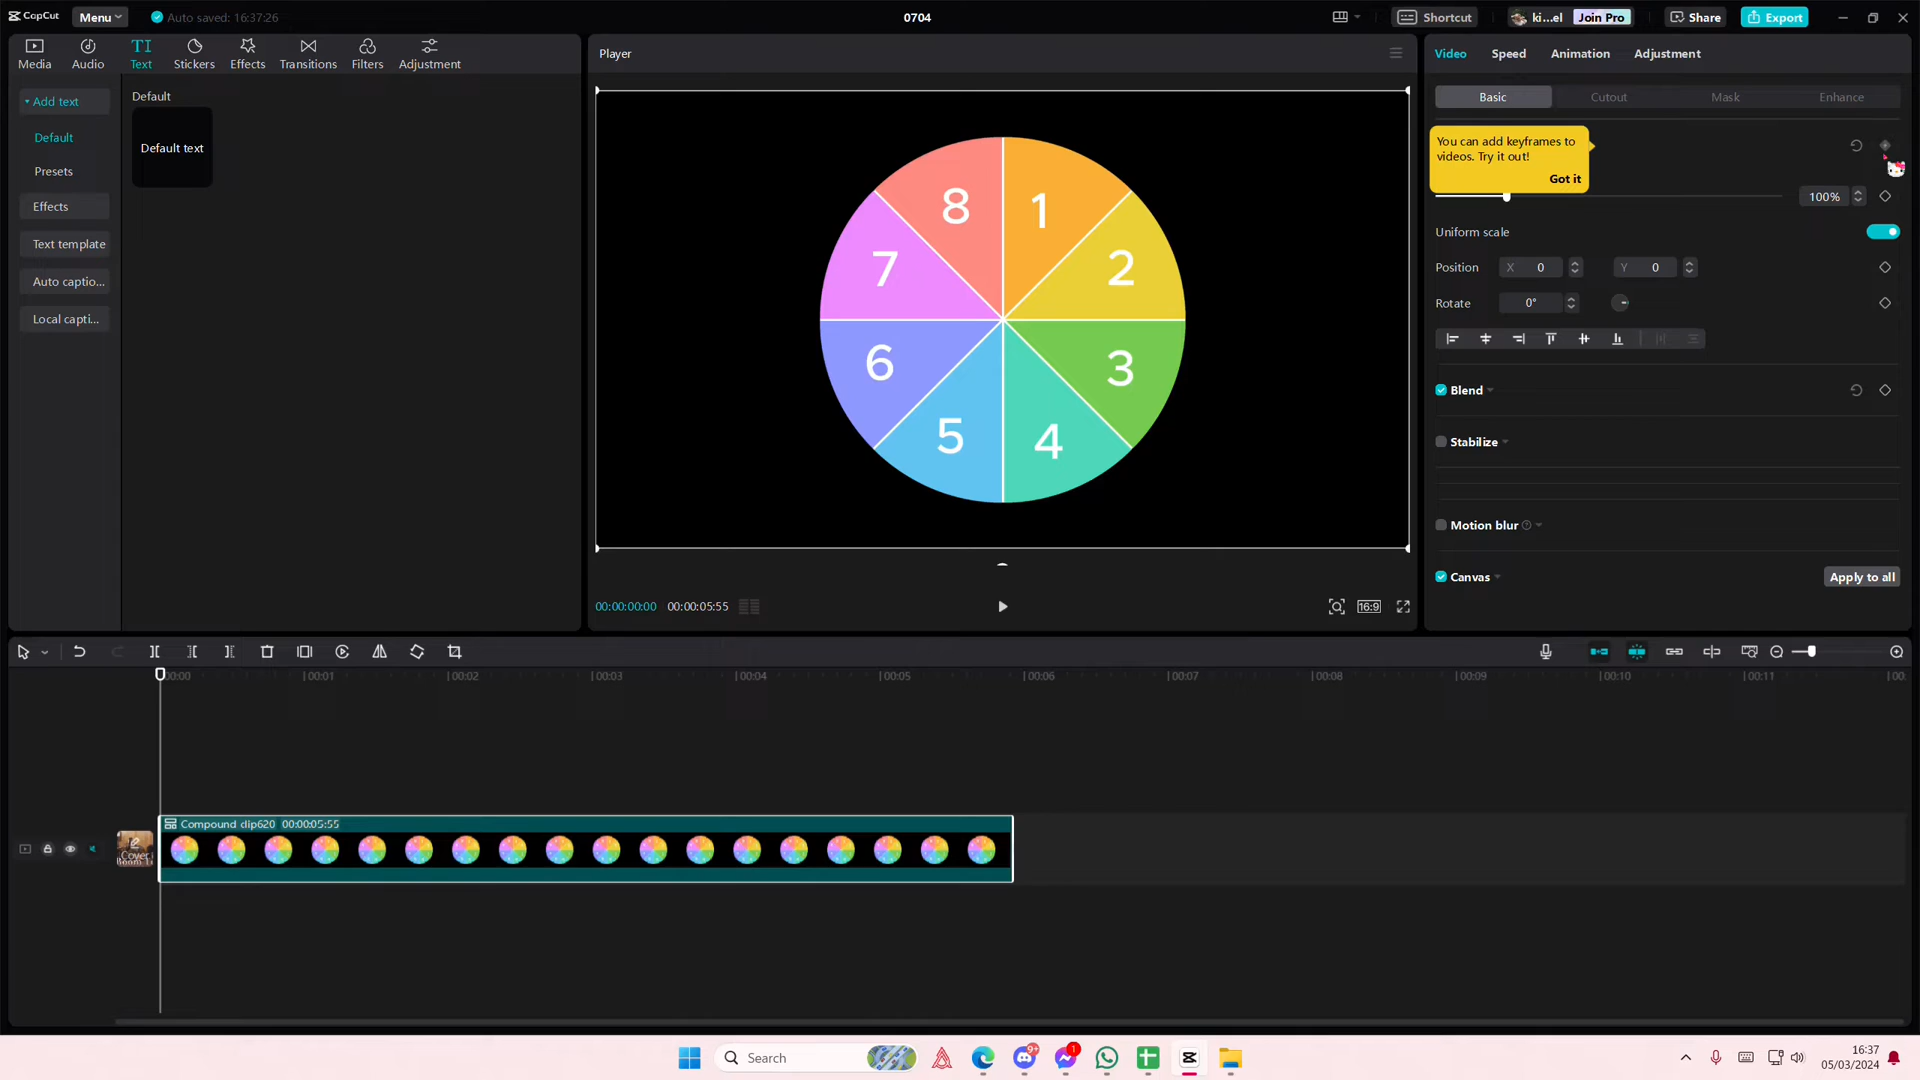 CapCut Menu Auto saved: 16:37:26 0704 Shortcut ki...el Join Pro Share Export
Media Audio Text Stickers Effects Transitions Filters Adjustment
Add text
Default
Presets
Effects
Text template
Auto captio...
Local capti...
Default
Default text
Player
1
2
3
4
5
6
7
8
00:00:00:00 00:00:05:55 16:9
Video Speed Animation Adjustment
Basic Cutout Mask Enhance
You can add keyframes to
videos. Try it out!
Got it
100%
Uniform scale
Position X 0 Y 0
Rotate 0°
Blend
Stabilize
Motion blur
Canvas Apply to all
00:00 00:01 00:02 00:03 00:04 00:05 00:06 00:07 00:08 00:09 00:10 00:11
Cover
Compound clip620 00:00:05:55
Search
9+
1
16:37
05/03/2024